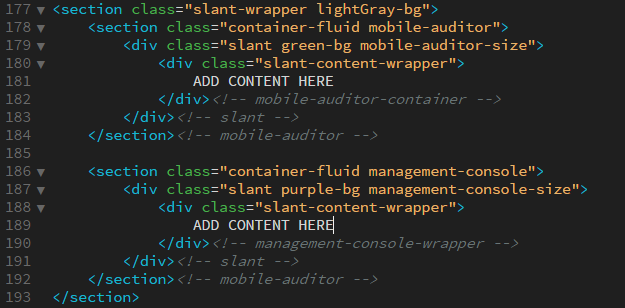 177 ▼ <section class="slant-wrapper lightGray-bg">
178 ▼     <section class="container-fluid mobile-auditor">
179 ▼         <div class="slant green-bg mobile-auditor-size">
180 ▼             <div class="slant-content-wrapper">
181                   ADD CONTENT HERE
182               </div><!-- mobile-auditor-container -->
183           </div><!-- slant -->
184       </section><!-- mobile-auditor -->
185
186 ▼     <section class="container-fluid management-console">
187 ▼         <div class="slant purple-bg management-console-size">
188 ▼             <div class="slant-content-wrapper">
189                   ADD CONTENT HERE
190               </div><!-- management-console-wrapper -->
191           </div><!-- slant -->
192       </section><!-- mobile-auditor -->
193   </section>